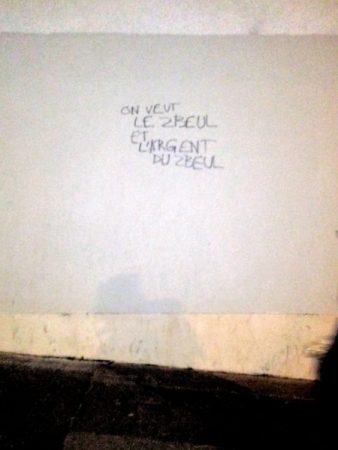 ON VEUT
LE ZBEUL
ET
L'ARGENT
DU ZBEUL